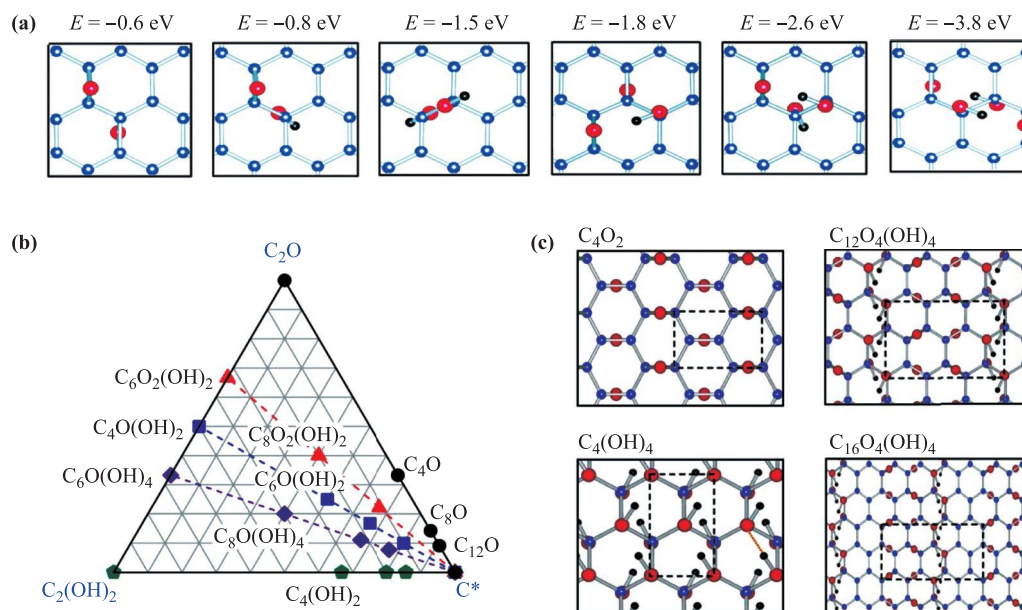 (a)
E = −0.6 eV
E = −0.8 eV
E = −1.5 eV
E = −1.8 eV
E = −2.6 eV
E = −3.8 eV
(b)
C₂O
C₆O₂(OH)₂
C₄O(OH)₂
C₈O₂(OH)₂
C₆O(OH)₄
C₄O
C₆O(OH)₂
C₈O
C₈O(OH)₄
C₁₂O
C₂(OH)₂
C₄(OH)₂
C*
(c)
C₄O₂
C₁₂O₄(OH)₄
C₄(OH)₄
C₁₆O₄(OH)₄